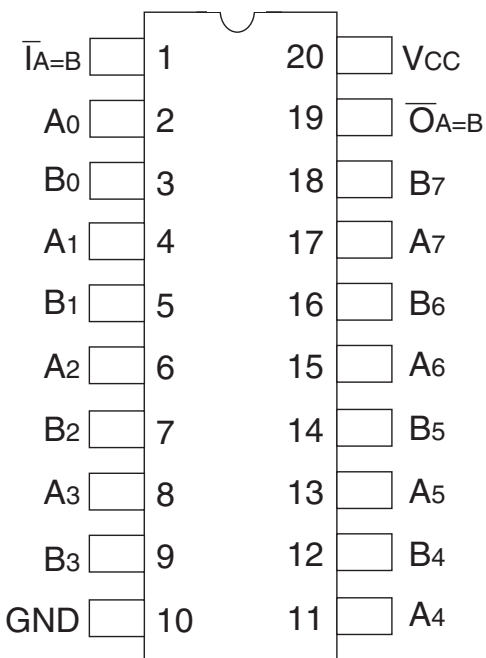 I̅A=B 1 20 VCC
A0 2 19 O̅A=B
B0 3 18 B7
A1 4 17 A7
B1 5 16 B6
A2 6 15 A6
B2 7 14 B5
A3 8 13 A5
B3 9 12 B4
GND 10 11 A4